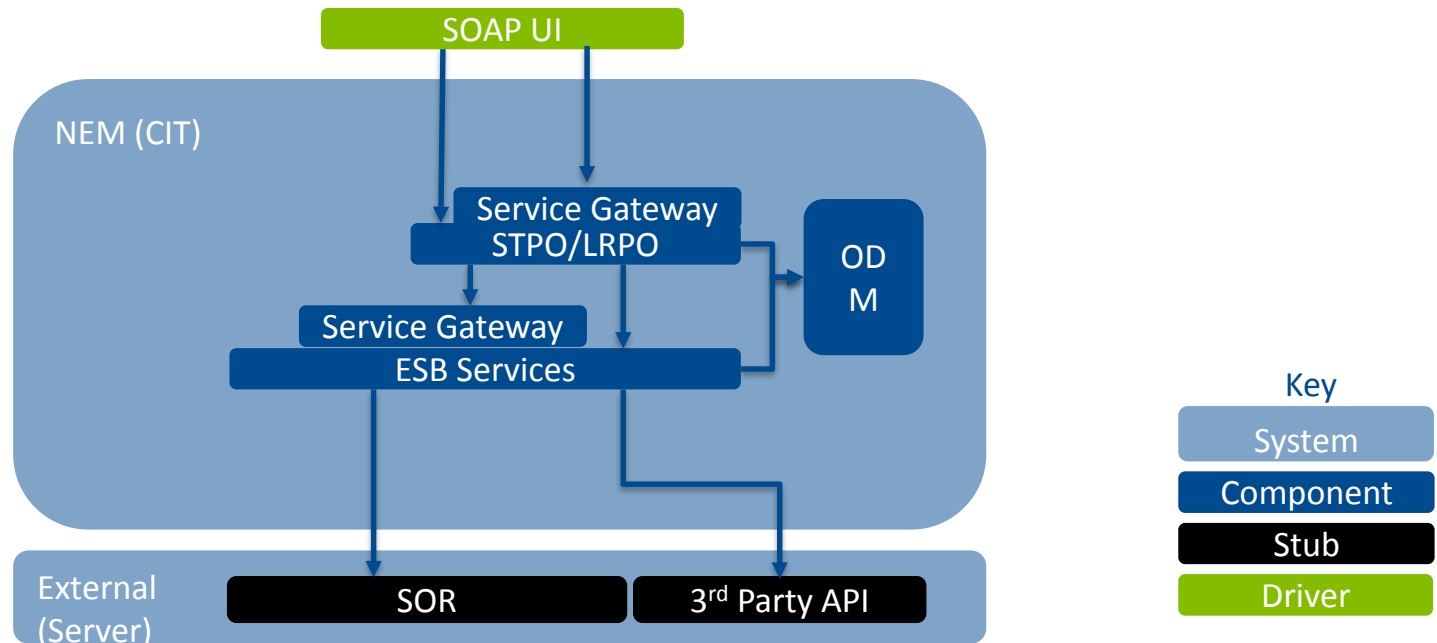 SOAP UI
NEM (CIT)
Service Gateway
STPO/LRPO
OD
M
Service Gateway
ESB Services
Key
System
Component
Stub
Driver
External
(Server)
SOR
3rd Party API